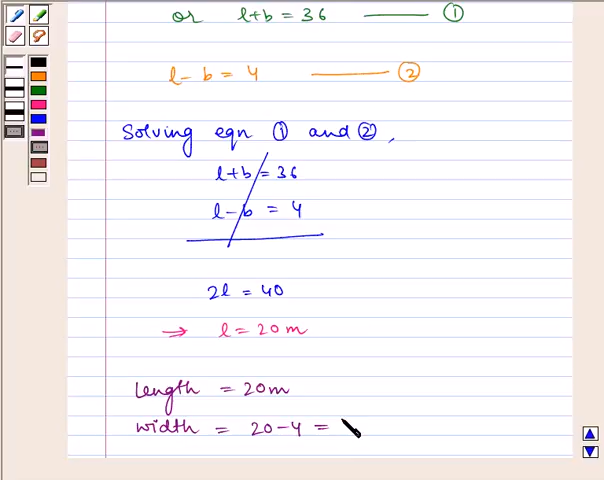 or l+b = 36 ——— ①
l - b = 4 ——— ②
Solving eqn ① and ②,
l+b = 36
l-b = 4
2l = 40
⇒ l = 20m
length = 20m
width = 20-4 =